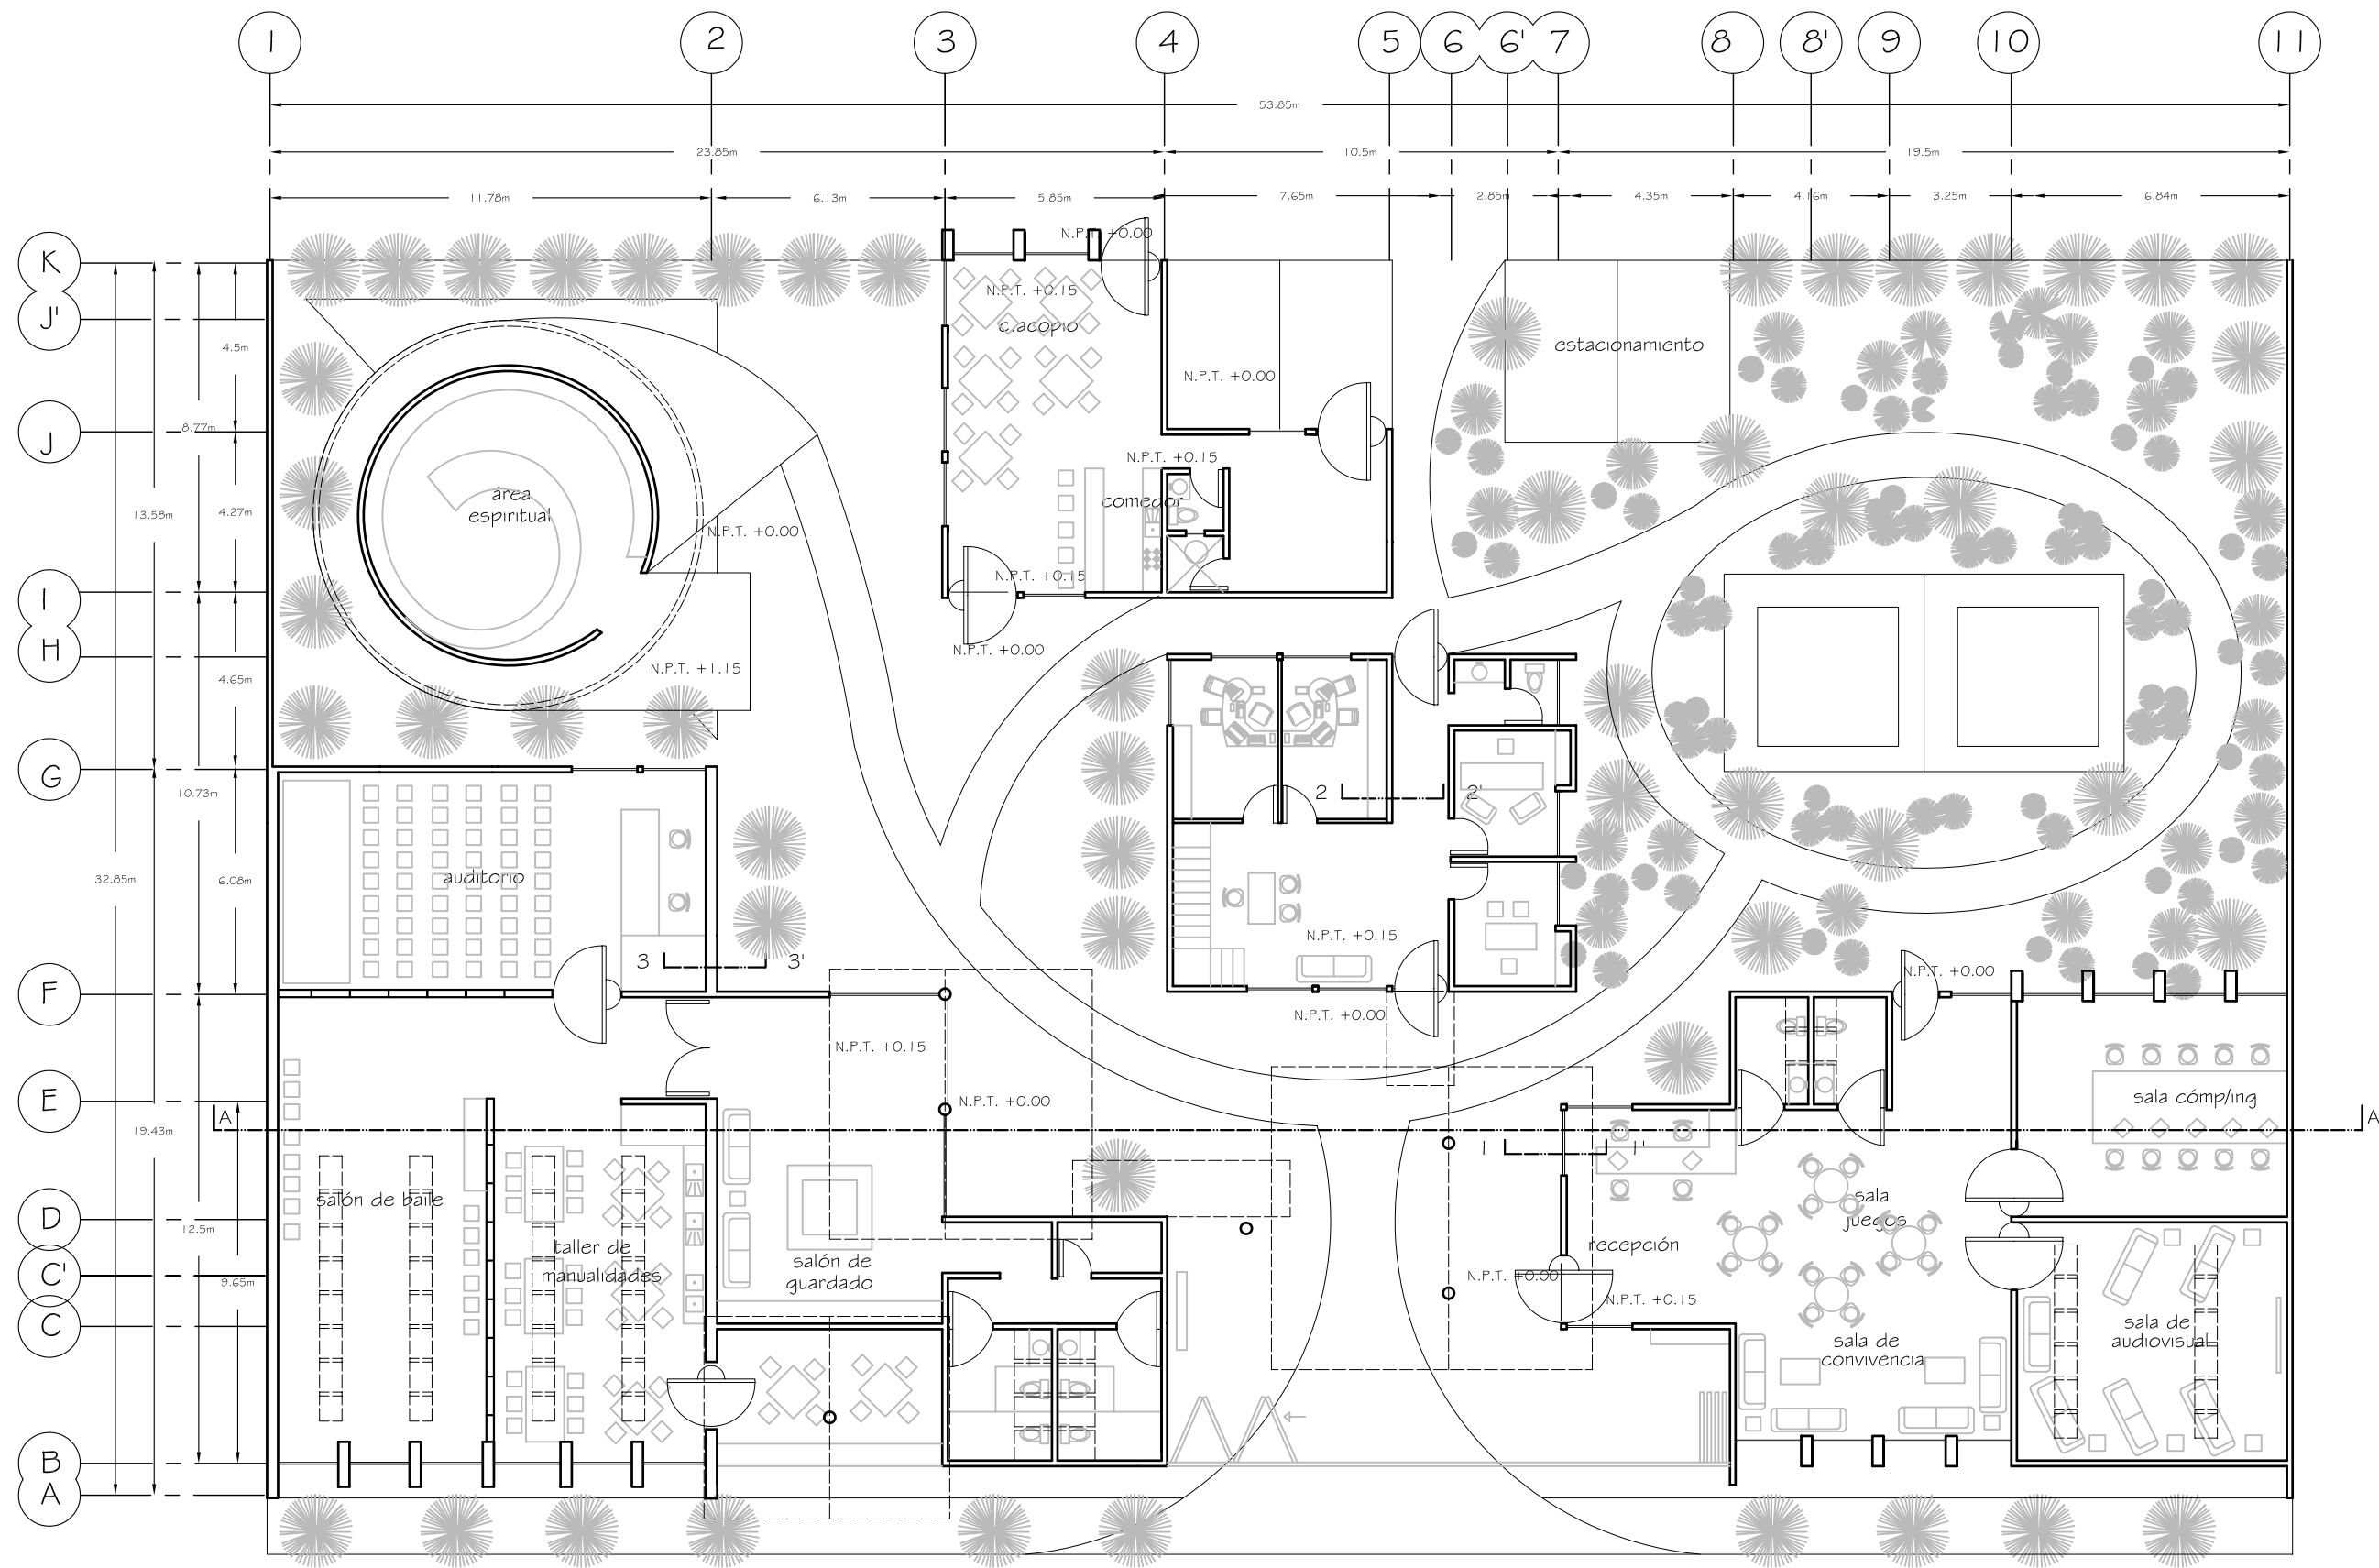 1 2 3 4 5 6 6' 7 8 8' 9 10 11
53.85m
23.85m 10.5m 19.5m
11.78m 6.13m 5.85m 7.65m 2.85m 4.35m 4.16m 3.25m 6.84m
K
N.P.T. +0.00
N.P.T. +0.15
J'
c.acopio
estacionamiento
4.5m
N.P.T. +0.00
8.77m
J
N.P.T. +0.15
área
espiritual
comedor
13.58m
4.27m
N.P.T. +0.00
N.P.T. +0.15
I
H
N.P.T. +0.00
N.P.T. +1.15
4.65m
G
10.73m
2 2'
32.85m
6.08m
auditorio
N.P.T. +0.15
3 3'
N.P.T. +0.00
F
N.P.T. +0.00
N.P.T. +0.15
E
N.P.T. +0.00
sala cómp/ing
A A
19.43m
1 1'
salón de baile
sala
juegos
D
12.5m
taller de
manualidades
recepción
salón de
guardado
C'
9.65m
N.P.T. +0.00
N.P.T. +0.15
C
sala de
audiovisual
sala de
convivencia
B
A